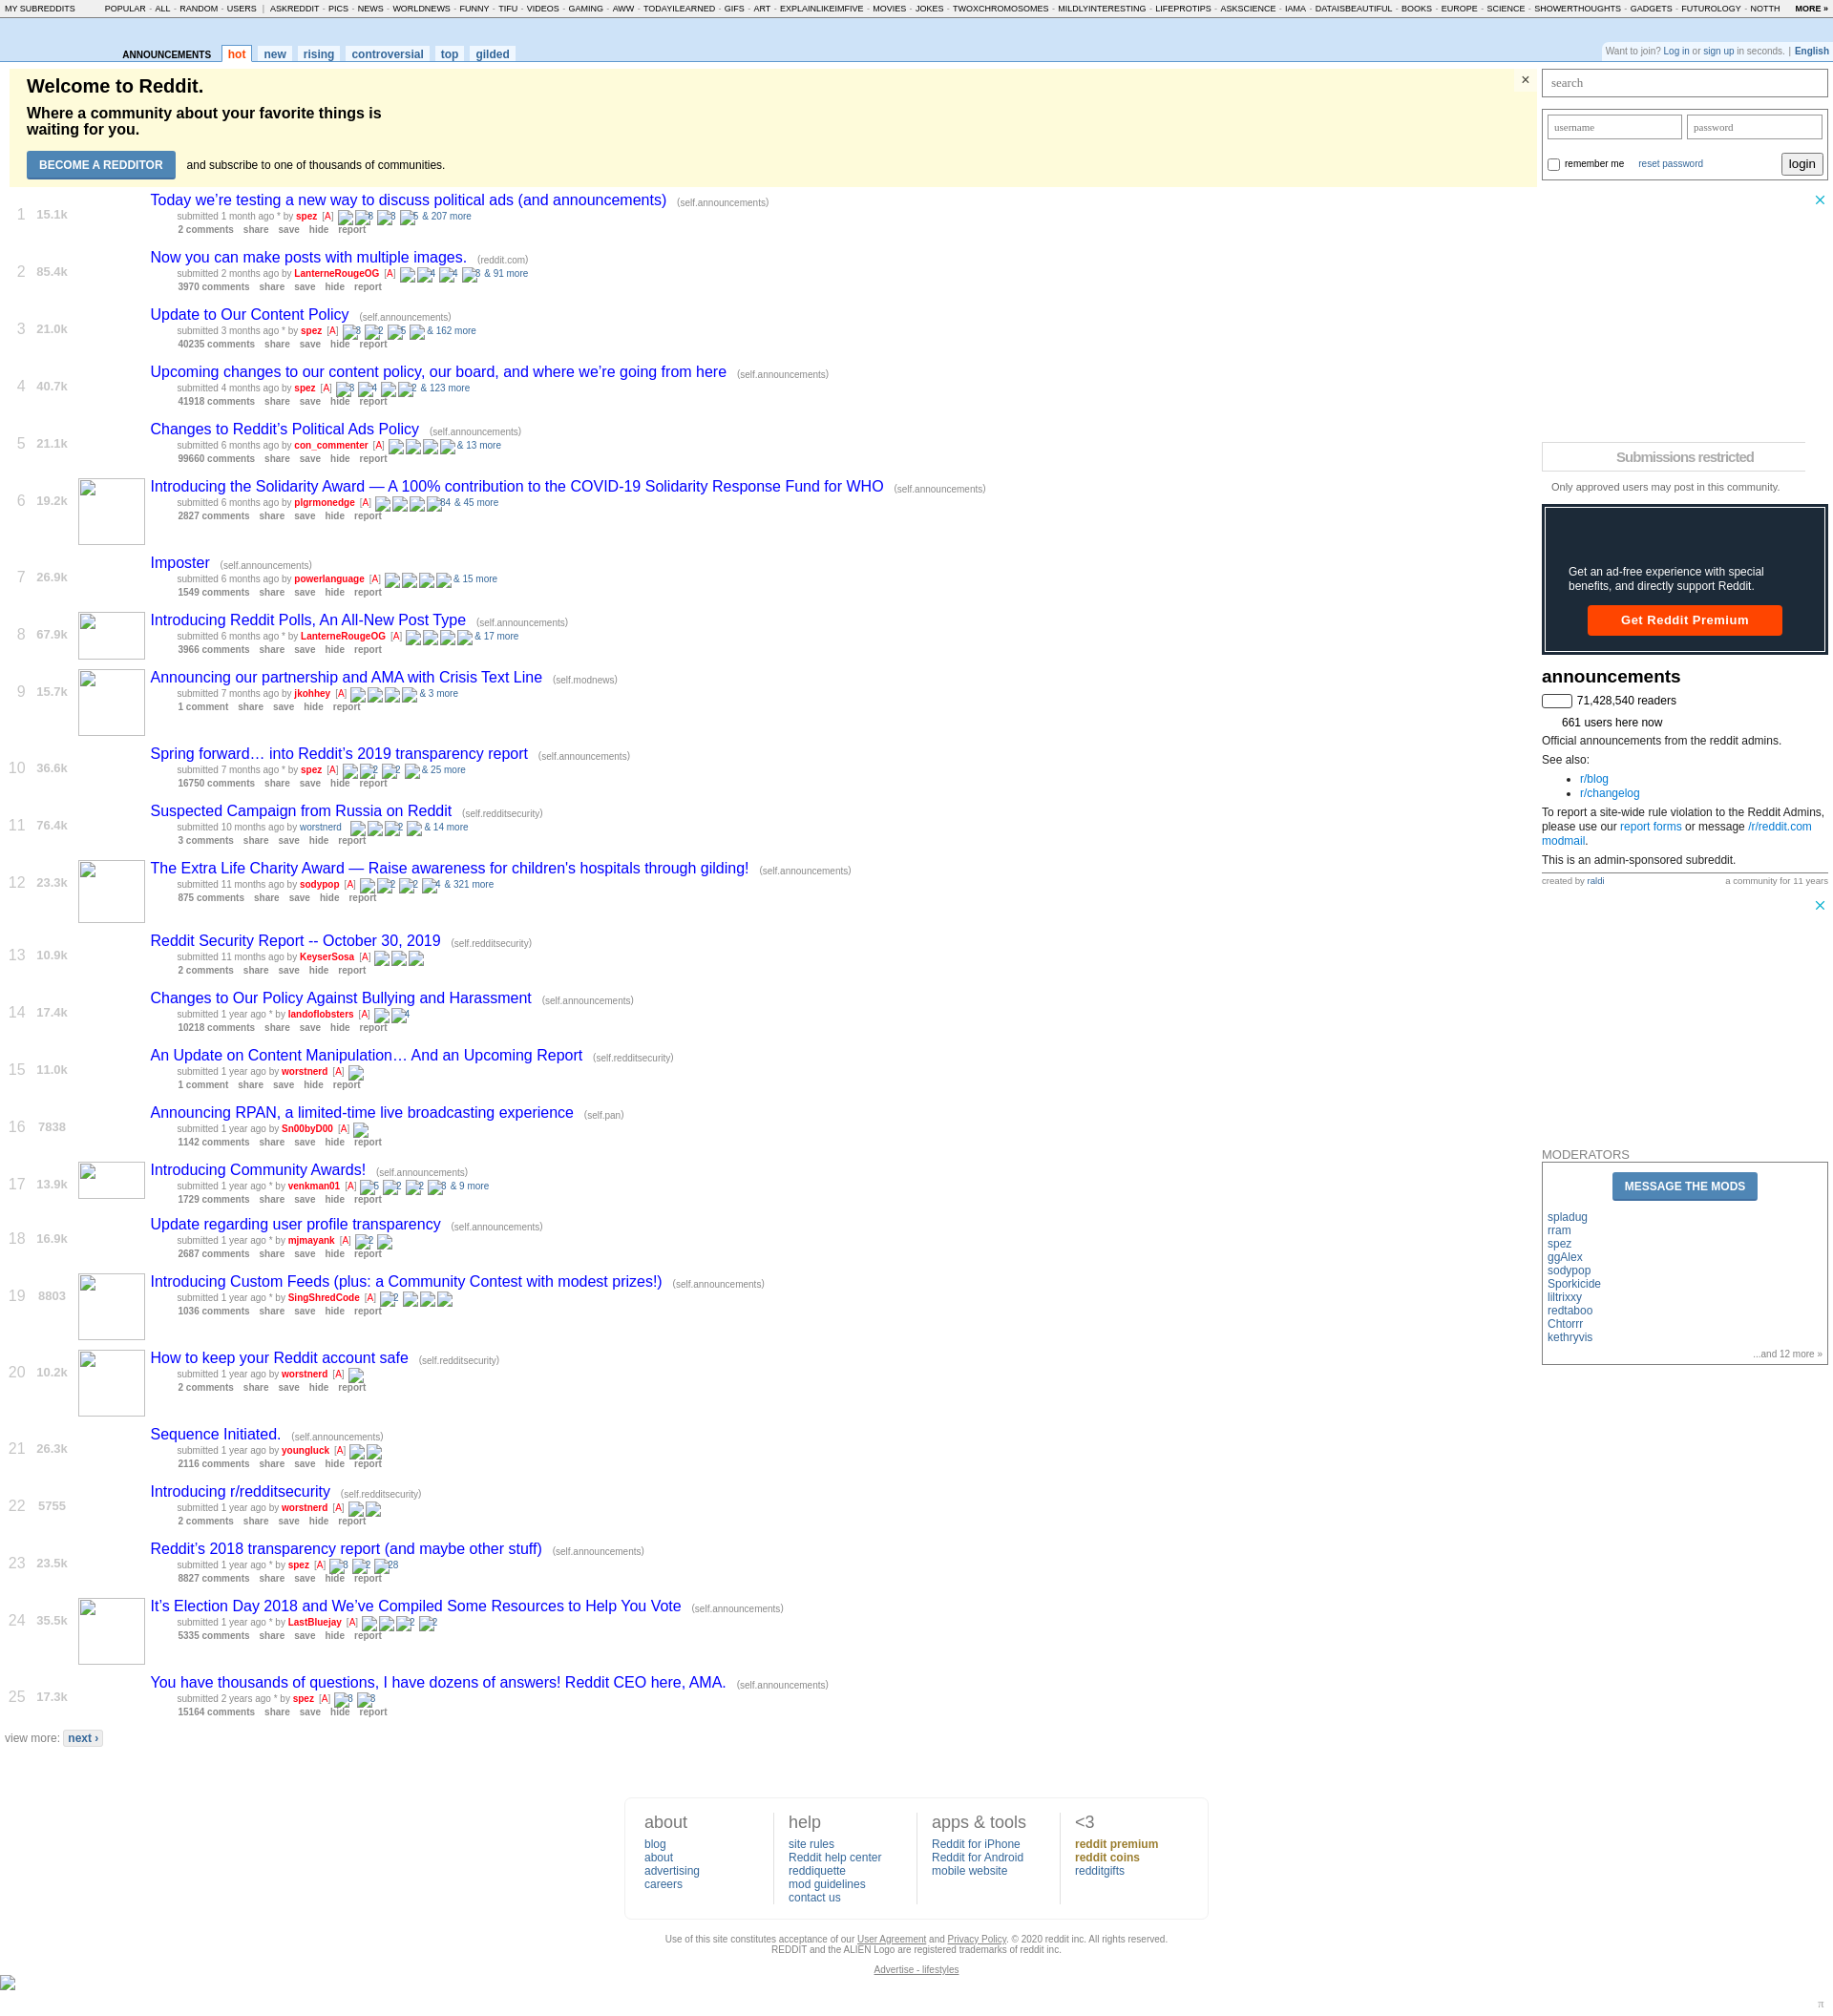 MY SUBREDDITS POPULAR - ALL - RANDOM - USERS | ASKREDDIT - PICS - NEWS - WORLDNEWS - FUNNY - TIFU - VIDEOS - GAMING - AWW - TODAYILEARNED - GIFS - ART - EXPLAINLIKEIMFIVE - MOVIES - JOKES - TWOXCHROMOSOMES - MILDLYINTERESTING - LIFEPROTIPS - ASKSCIENCE - IAMA - DATAISBEAUTIFUL - BOOKS - EUROPE - SCIENCE - SHOWERTHOUGHTS - GADGETS - FUTUROLOGY - NOTTH MORE »
ANNOUNCEMENTS hot new rising controversial top gilded
Want to join? Log in or sign up in seconds. | English
Welcome to Reddit.
Where a community about your favorite things is
waiting for you.
BECOME A REDDITOR and subscribe to one of thousands of communities.
×
1 15.1k Today we’re testing a new way to discuss political ads (and announcements) (self.announcements)
submitted 1 month ago * by spez [A] 8 3 5 & 207 more
2 comments share save hide report
2 85.4k Now you can make posts with multiple images. (reddit.com)
submitted 2 months ago by LanterneRougeOG [A] 4 4 8 & 91 more
3970 comments share save hide report
3 21.0k Update to Our Content Policy (self.announcements)
submitted 3 months ago * by spez [A] 3 2 5 & 162 more
40235 comments share save hide report
4 40.7k Upcoming changes to our content policy, our board, and where we’re going from here (self.announcements)
submitted 4 months ago by spez [A] 3 4 2 & 123 more
41918 comments share save hide report
5 21.1k Changes to Reddit’s Political Ads Policy (self.announcements)
submitted 6 months ago by con_commenter [A] & 13 more
99660 comments share save hide report
6 19.2k Introducing the Solidarity Award — A 100% contribution to the COVID-19 Solidarity Response Fund for WHO (self.announcements)
submitted 6 months ago by plgrmonedge [A] 34 & 45 more
2827 comments share save hide report
7 26.9k Imposter (self.announcements)
submitted 6 months ago by powerlanguage [A] & 15 more
1549 comments share save hide report
8 67.9k Introducing Reddit Polls, An All-New Post Type (self.announcements)
submitted 6 months ago * by LanterneRougeOG [A] & 17 more
3966 comments share save hide report
9 15.7k Announcing our partnership and AMA with Crisis Text Line (self.modnews)
submitted 7 months ago by jkohhey [A] & 3 more
1 comment share save hide report
10 36.6k Spring forward… into Reddit’s 2019 transparency report (self.announcements)
submitted 7 months ago * by spez [A] 2 2 & 25 more
16750 comments share save hide report
11 76.4k Suspected Campaign from Russia on Reddit (self.redditsecurity)
submitted 10 months ago by worstnerd 2 & 14 more
3 comments share save hide report
12 23.3k The Extra Life Charity Award — Raise awareness for children's hospitals through gilding! (self.announcements)
submitted 11 months ago by sodypop [A] 2 2 4 & 321 more
875 comments share save hide report
13 10.9k Reddit Security Report -- October 30, 2019 (self.redditsecurity)
submitted 11 months ago by KeyserSosa [A]
2 comments share save hide report
14 17.4k Changes to Our Policy Against Bullying and Harassment (self.announcements)
submitted 1 year ago * by landoflobsters [A] 4
10218 comments share save hide report
15 11.0k An Update on Content Manipulation… And an Upcoming Report (self.redditsecurity)
submitted 1 year ago by worstnerd [A]
1 comment share save hide report
16 7838 Announcing RPAN, a limited-time live broadcasting experience (self.pan)
submitted 1 year ago by Sn00byD00 [A]
1142 comments share save hide report
17 13.9k Introducing Community Awards! (self.announcements)
submitted 1 year ago * by venkman01 [A] 5 2 2 3 & 9 more
1729 comments share save hide report
18 16.9k Update regarding user profile transparency (self.announcements)
submitted 1 year ago * by mjmayank [A] 2
2687 comments share save hide report
19 8803 Introducing Custom Feeds (plus: a Community Contest with modest prizes!) (self.announcements)
submitted 1 year ago * by SingShredCode [A] 2
1036 comments share save hide report
20 10.2k How to keep your Reddit account safe (self.redditsecurity)
submitted 1 year ago by worstnerd [A]
2 comments share save hide report
21 26.3k Sequence Initiated. (self.announcements)
submitted 1 year ago by youngluck [A]
2116 comments share save hide report
22 5755 Introducing r/redditsecurity (self.redditsecurity)
submitted 1 year ago by worstnerd [A]
2 comments share save hide report
23 23.5k Reddit’s 2018 transparency report (and maybe other stuff) (self.announcements)
submitted 1 year ago * by spez [A] 3 2 28
8827 comments share save hide report
24 35.5k It’s Election Day 2018 and We’ve Compiled Some Resources to Help You Vote (self.announcements)
submitted 1 year ago * by LastBluejay [A] 2 2
5335 comments share save hide report
25 17.3k You have thousands of questions, I have dozens of answers! Reddit CEO here, AMA. (self.announcements)
submitted 2 years ago * by spez [A] 3 3
15164 comments share save hide report
view more: next ›
search
username password
remember me reset password login
Submissions restricted
Only approved users may post in this community.
Get an ad-free experience with special
benefits, and directly support Reddit.
Get Reddit Premium
announcements
71,428,540 readers
661 users here now
Official announcements from the reddit admins.
See also:
• r/blog
• r/changelog
To report a site-wide rule violation to the Reddit Admins,
please use our report forms or message /r/reddit.com
modmail.
This is an admin-sponsored subreddit.
created by raldi a community for 11 years
MODERATORS
MESSAGE THE MODS
spladug
rram
spez
ggAlex
sodypop
Sporkicide
liltrixxy
redtaboo
Chtorrr
kethryvis
...and 12 more »
about
blog
about
advertising
careers
help
site rules
Reddit help center
reddiquette
mod guidelines
contact us
apps & tools
Reddit for iPhone
Reddit for Android
mobile website
<3
reddit premium
reddit coins
redditgifts
Use of this site constitutes acceptance of our User Agreement and Privacy Policy. © 2020 reddit inc. All rights reserved.
REDDIT and the ALIEN Logo are registered trademarks of reddit inc.
Advertise - lifestyles
π